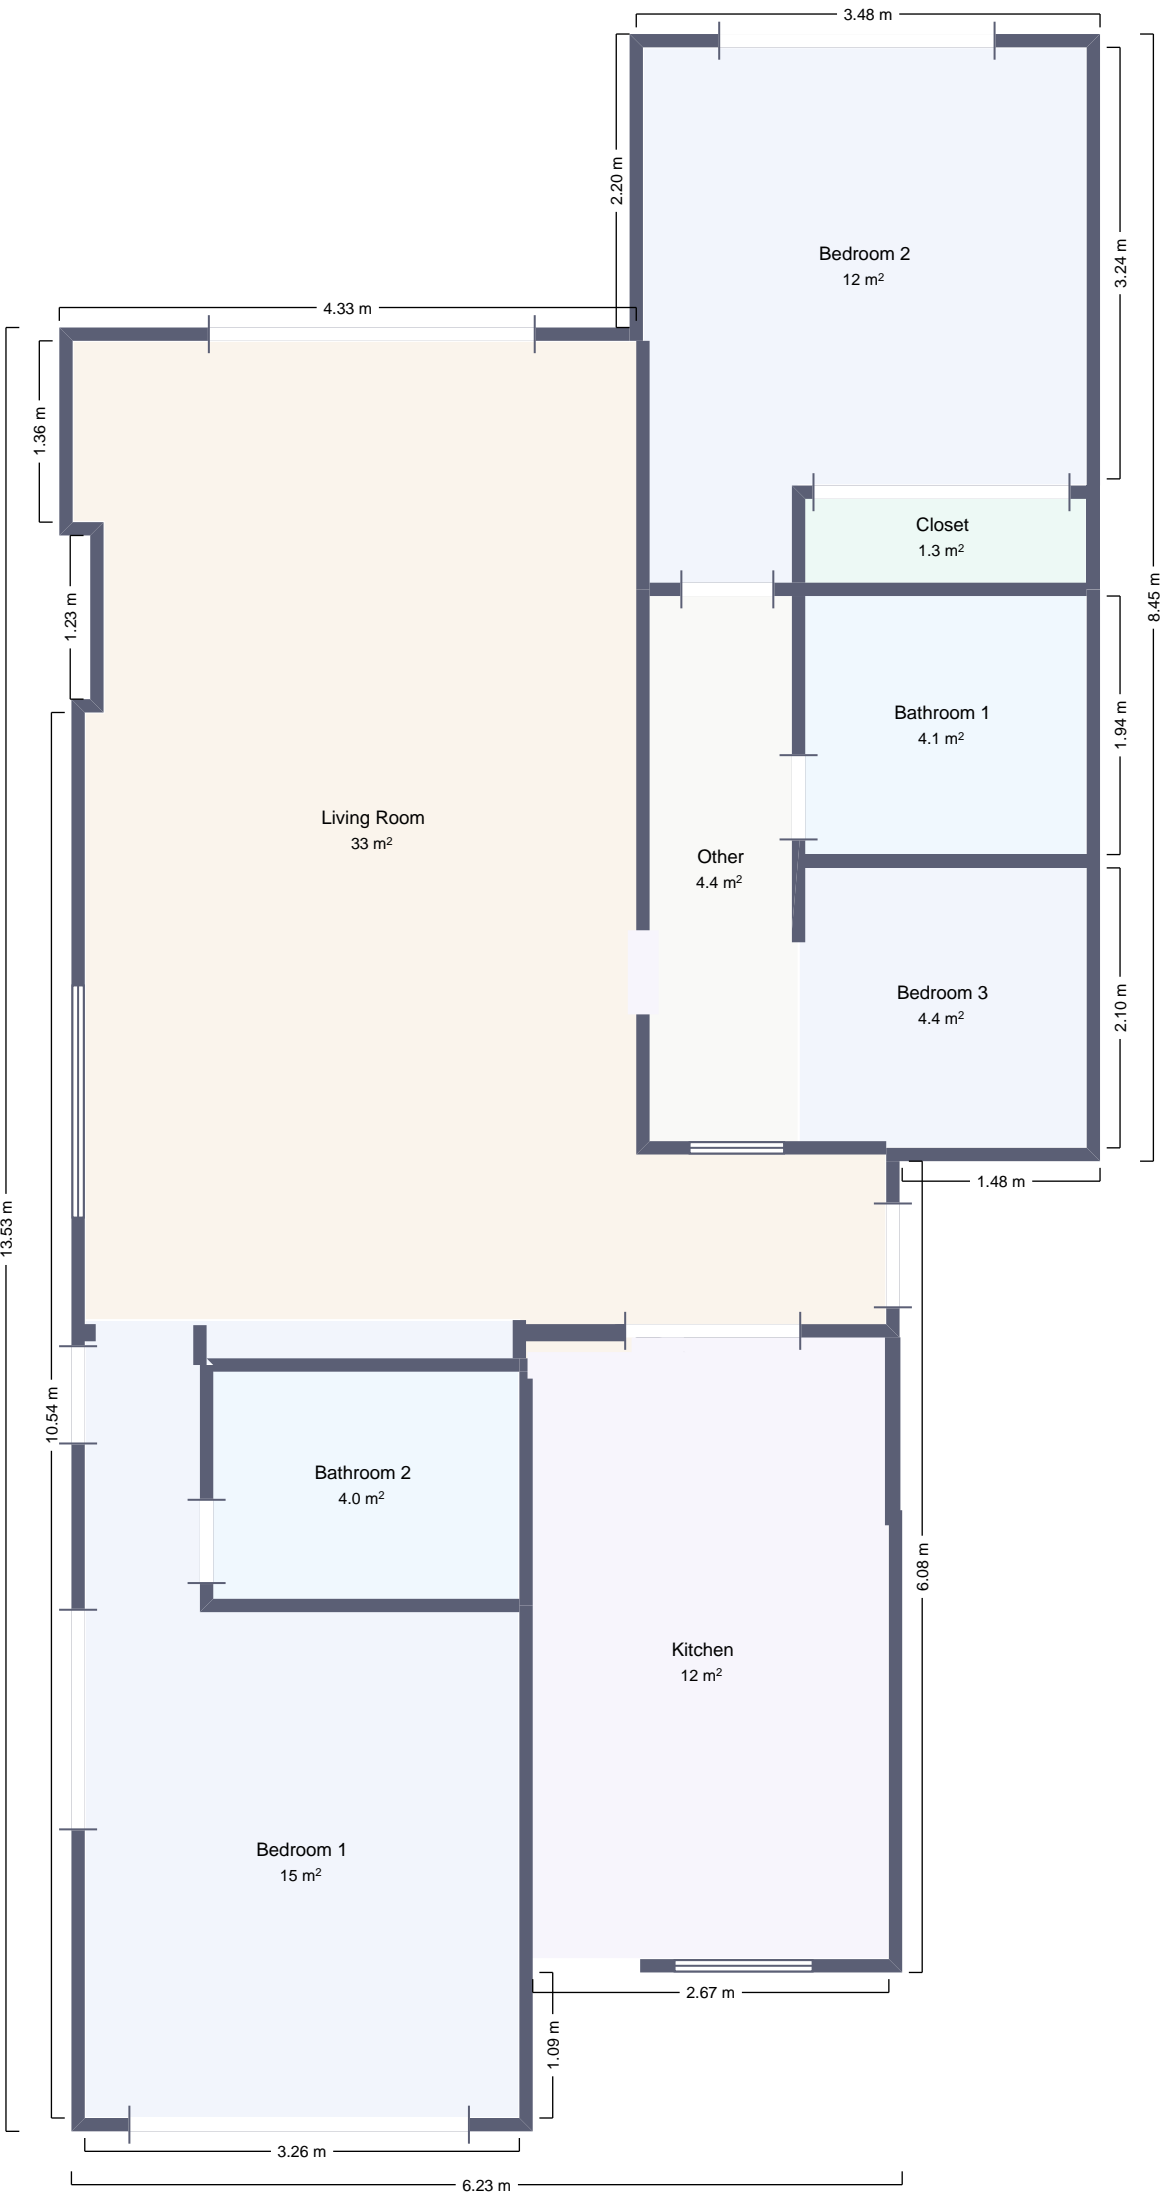 3.48 m
2.20 m
Bedroom 2
12 m²
3.24 m
4.33 m
1.36 m
Closet
1.3 m²
8.45 m
1.23 m
Bathroom 1
4.1 m²
1.94 m
Living Room
33 m²
Other
4.4 m²
Bedroom 3
4.4 m²
2.10 m
1.48 m
13.53 m
10.54 m
Bathroom 2
4.0 m²
6.08 m
Kitchen
12 m²
Bedroom 1
15 m²
2.67 m
1.09 m
3.26 m
6.23 m